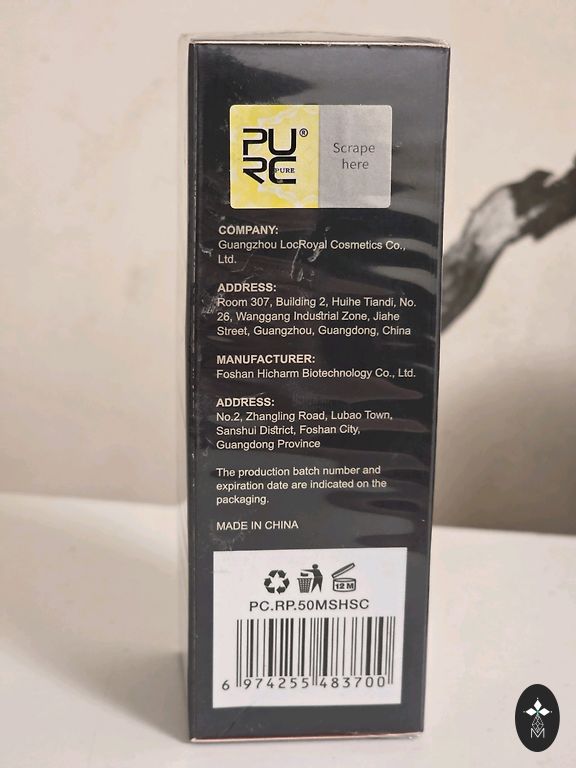 PURC®
PURE
Scrape
here
COMPANY:
Guangzhou LocRoyal Cosmetics Co.,
Ltd.
ADDRESS:
Room 307, Building 2, Huihe Tiandi, No.
26, Wanggang Industrial Zone, Jiahe
Street, Guangzhou, Guangdong, China
MANUFACTURER:
Foshan Hicharm Biotechnology Co., Ltd.
ADDRESS:
No.2, Zhangling Road, Lubao Town,
Sanshui District, Foshan City,
Guangdong Province
The production batch number and
expiration date are indicated on the
packaging.
MADE IN CHINA
12 M
PC.RP.50MSHSC
6 974255 483700
M